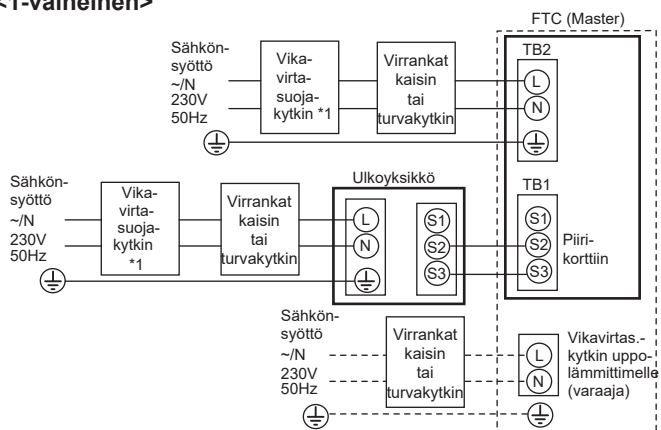 <1-vaiheinen>
FTC (Master)
Sähkön-
syöttö
~/N
230V
50Hz
Vika-
virta-
suoja-
kytkin *1
Virrankat
kaisin
tai
turvakytkin
TB2
L
N
Sähkön-
syöttö
~/N
230V
50Hz
Vika-
virta-
suoja-
kytkin
*1
Virrankat
kaisin
tai
turvakytkin
Ulkoyksikkö
L
N
S1
S2
S3
TB1
S1
S2
S3
Piiri-
korttiin
Sähkön-
syöttö
~/N
230V
50Hz
Virrankat
kaisin
tai
turvakytkin
L
N
Vikavirtas.-
kytkin uppo-
lämmittimelle
(varaaja)